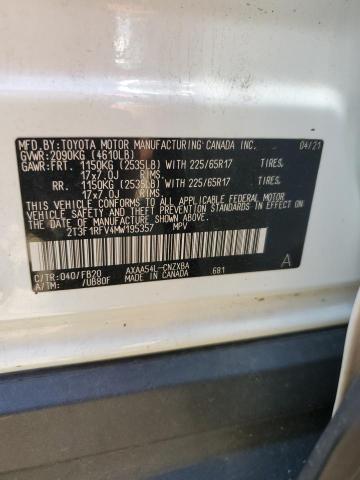 MFD.BY:TOYOTA MOTOR MANUFACTURING CANADA INC. 04/21
GVWR:2090KG (4610LB)
GAWR:FRT. 1150KG (2535LB) WITH 225/65R17 TIRES,
17x7.0J RIMS,
RR. 1150KG (2535LB) WITH 225/65R17 TIRES,
17x7.0J RIMS,
THIS VEHICLE CONFORMS TO ALL APPLICABLE FEDERAL MOTOR
VEHICLE SAFETY AND THEFT PREVENTION STANDARDS IN EFFECT ON
THE DATE OF MANUFACTURE SHOWN ABOVE.
2T3F1RFV4MW195357 MPV
C/TR:040/FB20 AXAA54L-CNZXBA 681 A
A/TM: /UB80F MADE IN CANADA